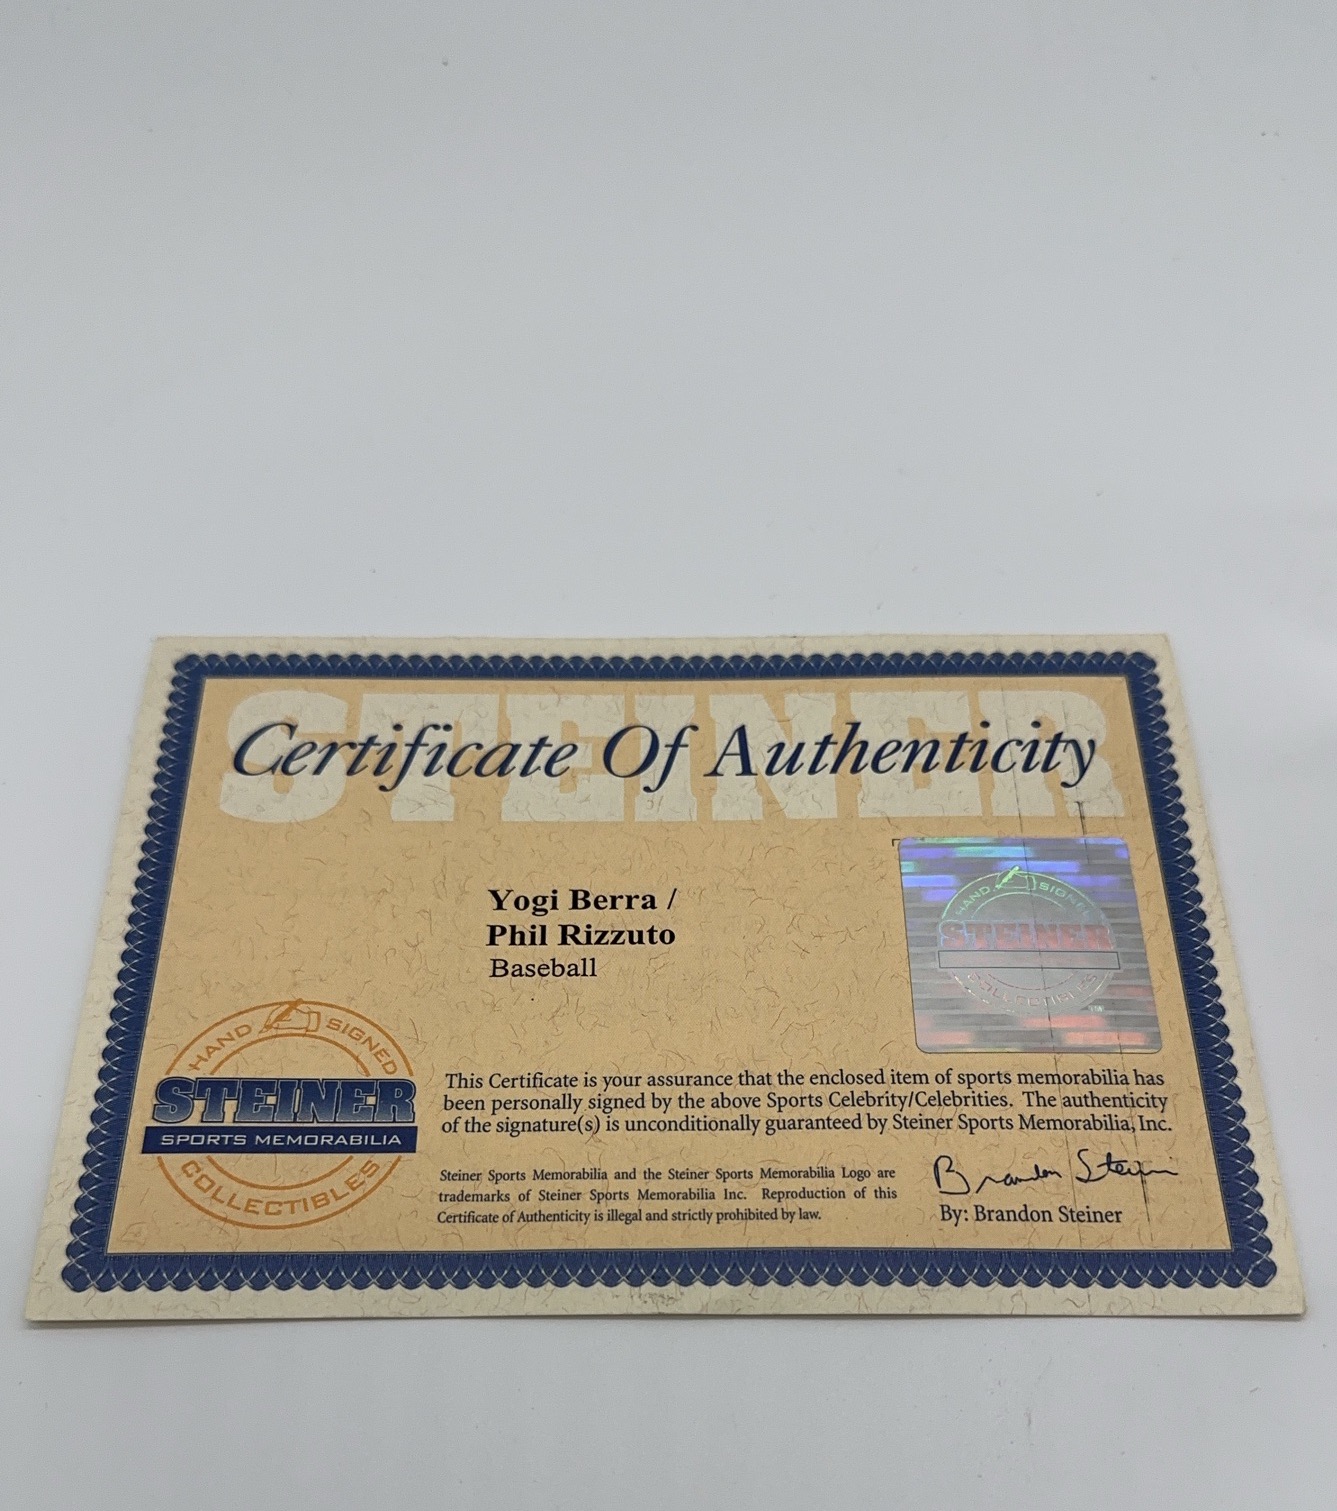 STEINER
Certificate Of Authenticity
Yogi Berra /
Phil Rizzuto
Baseball
HAND SIGNED
STEINER
COLLECTIBLES
TM
HAND SIGNED
STEINER
SPORTS MEMORABILIA
COLLECTIBLES
This Certificate is your assurance that the enclosed item of sports memorabilia has
been personally signed by the above Sports Celebrity/Celebrities. The authenticity
of the signature(s) is unconditionally guaranteed by Steiner Sports Memorabilia, Inc.
Steiner Sports Memorabilia and the Steiner Sports Memorabilia Logo are
trademarks of Steiner Sports Memorabilia Inc. Reproduction of this
Certificate of Authenticity is illegal and strictly prohibited by law.
Brandon Steiner
By: Brandon Steiner